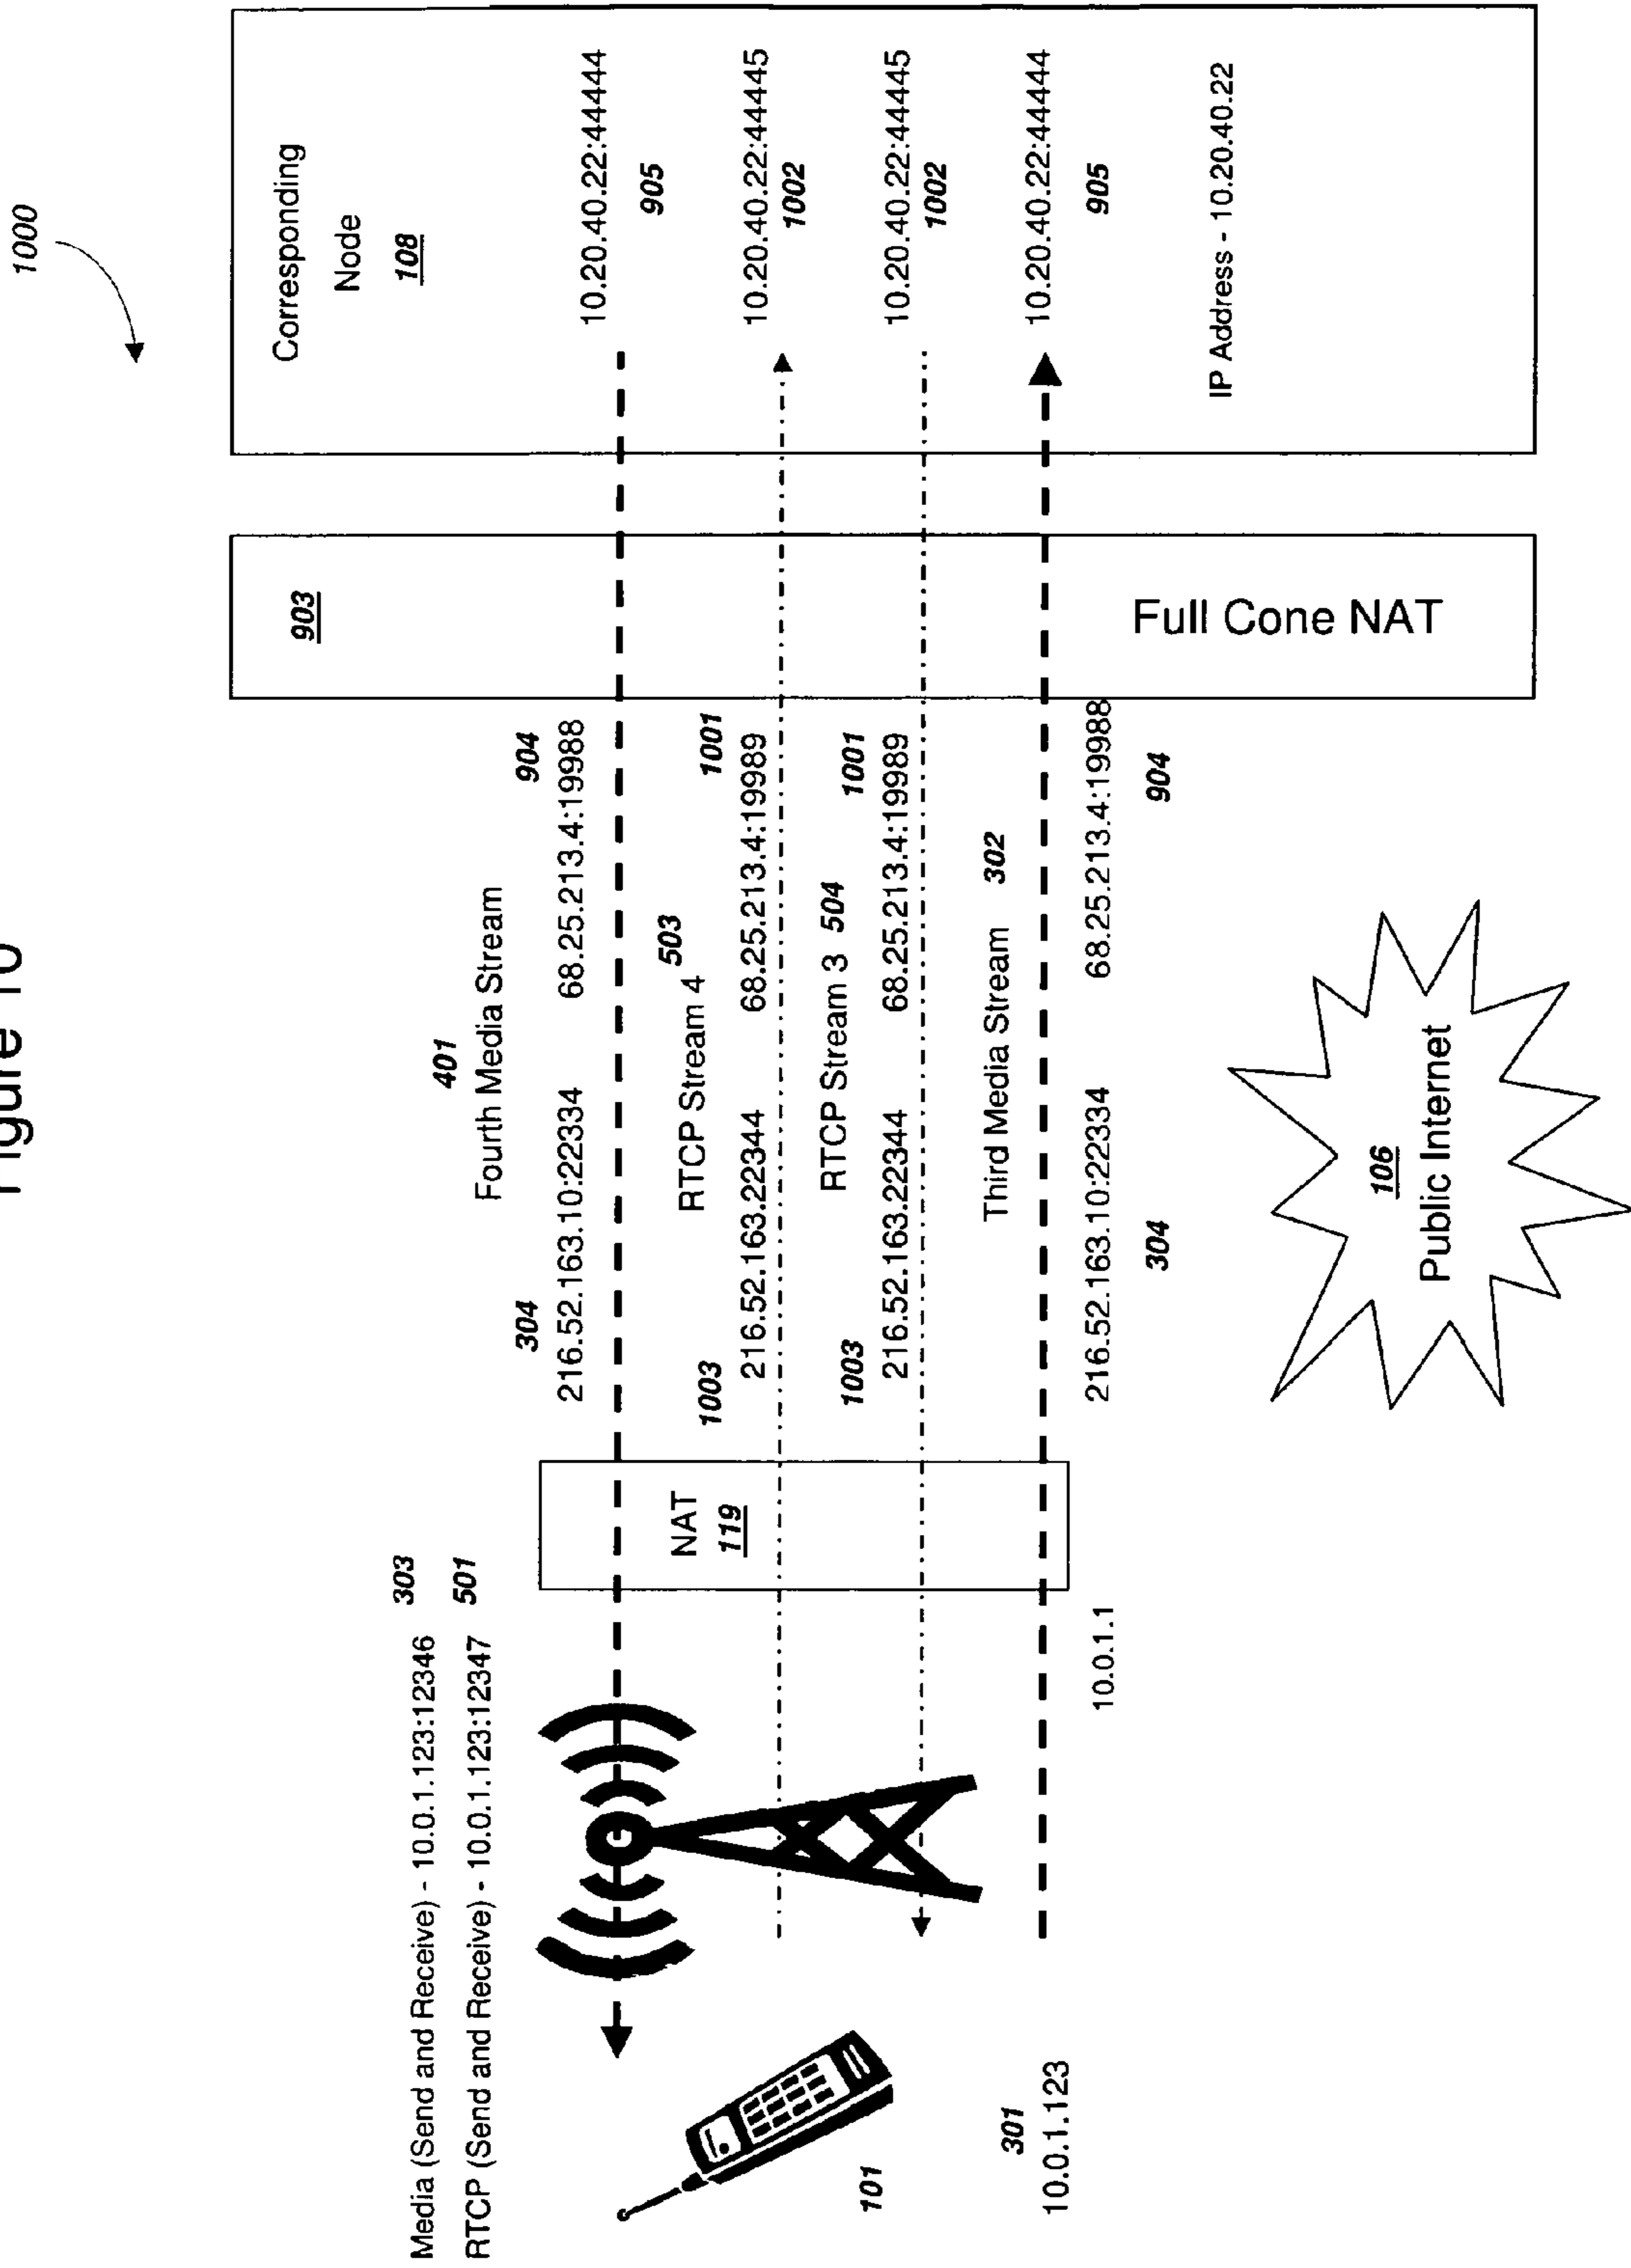 Figure 10
1000
Media (Send and Receive) - 10.0.1.123:12346 303
RTCP (Send and Receive) - 10.0.1.123:12347 501
101
301
10.0.1.123
10.0.1.1
NAT
119
401
Fourth Media Stream
304
904
216.52.163.10:22334
68.25.213.4:19988
503
RTCP Stream 4
1003
1001
216.52.163.22344
68.25.213.4:19989
RTCP Stream 3 504
1003
1001
216.52.163.22344
68.25.213.4:19989
Third Media Stream 302
216.52.163.10:22334
68.25.213.4:19988
304
904
106
Public Internet
903
Full Cone NAT
Corresponding
Node
108
10.20.40.22:44444
905
10.20.40.22:44445
1002
10.20.40.22:44445
1002
10.20.40.22:44444
905
IP Address - 10.20.40.22